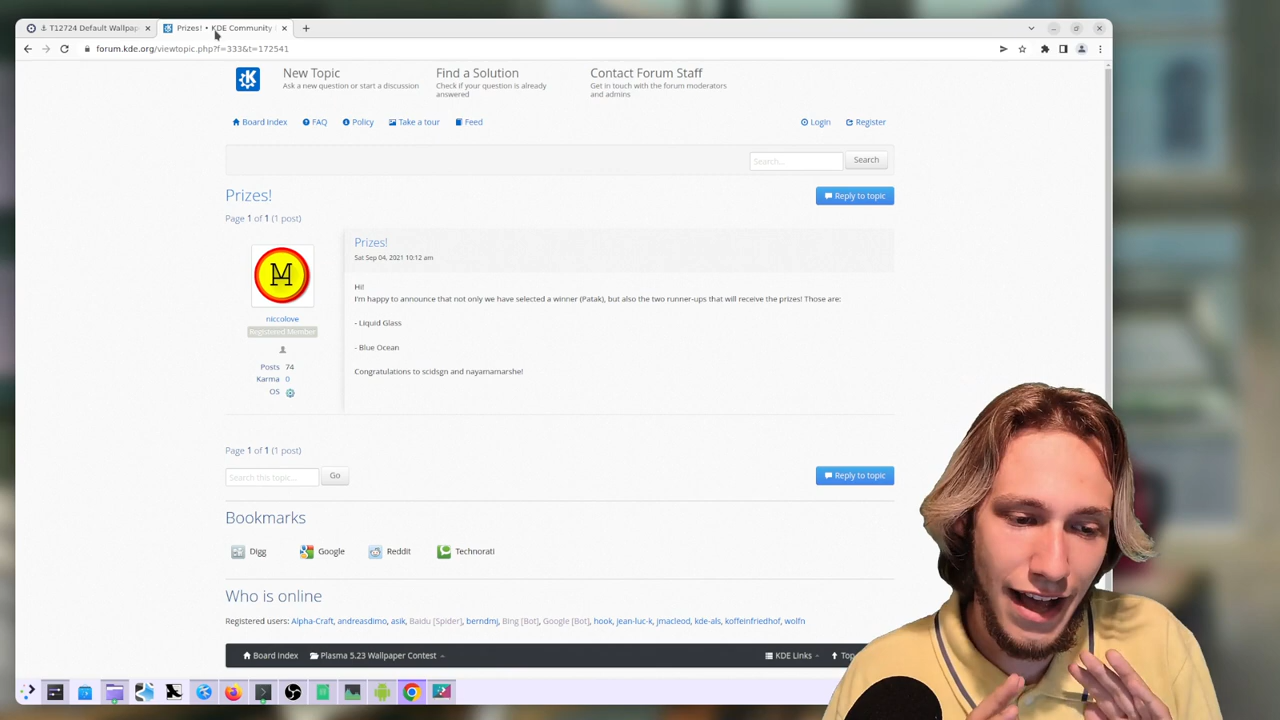 T12724 Default Wallpap
Prizes! • KDE Community
forum.kde.org/viewtopic.php?f=333&t=172541
New Topic
Ask a new question or start a discussion
Find a Solution
Check if your question is already
answered
Contact Forum Staff
Get in touch with the forum moderators
and admins
Board index
FAQ
Policy
Take a tour
Feed
Login
Register
Search...
Search
Prizes!
Reply to topic
Page 1 of 1 (1 post)
M
Prizes!
Sat Sep 04, 2021 10:12 am
niccolove
Registered Member
Posts 74
Karma 0
OS
Hi!
I'm happy to announce that not only we have selected a winner (Patak), but also the two runner-ups that will receive the prizes! Those are:
- Liquid Glass
- Blue Ocean
Congratulations to scidsgn and nayamamarshe!
Page 1 of 1 (1 post)
Search this topic...
Go
Reply to topic
Bookmarks
Digg
Google
Reddit
Technorati
Who is online
Registered users: Alpha-Craft, andreasdimo, asik, Baidu [Spider], berndmj, Bing [Bot], Google [Bot], hook, jean-luc-k, jmacleod, kde-als, koffeinfriedhof, wolfn
Board index
Plasma 5.23 Wallpaper Contest
KDE Links
Top